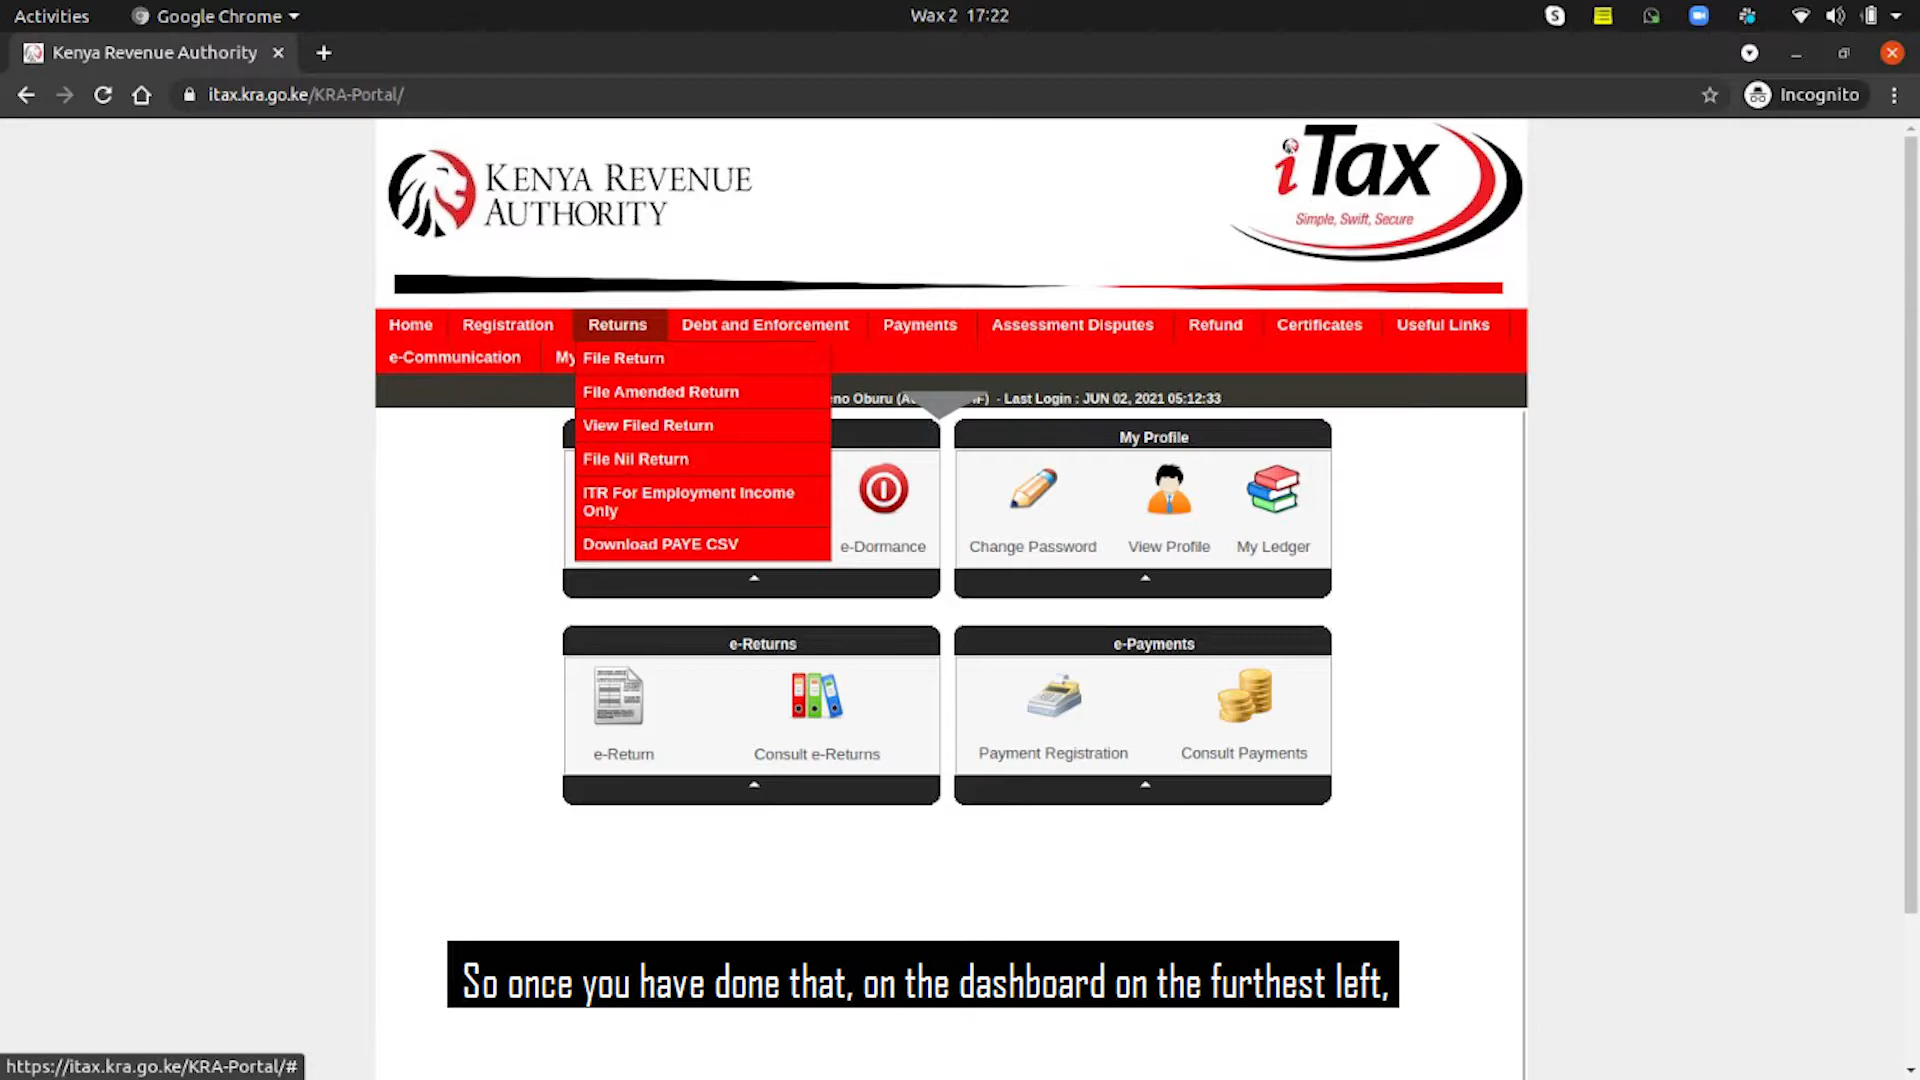 Activities
Google Chrome
Wax 2 17:22
Kenya Revenue Authority
itax.kra.go.ke/KRA-Portal/
Incognito
KENYA REVENUE
AUTHORITY
iTax
Simple, Swift, Secure
Home Registration Returns Debt and Enforcement Payments Assessment Disputes Refund Certificates Useful Links
e-Communication My
File Return
File Amended Return
View Filed Return
File Nil Return
ITR For Employment Income
Only
Download PAYE CSV
Oburu - Last Login : JUN 02, 2021 05:12:33
e-Dormance
My Profile
Change Password View Profile My Ledger
e-Returns
e-Return Consult e-Returns
e-Payments
Payment Registration Consult Payments
So once you have done that, on the dashboard on the furthest left,
https://itax.kra.go.ke/KRA-Portal/#